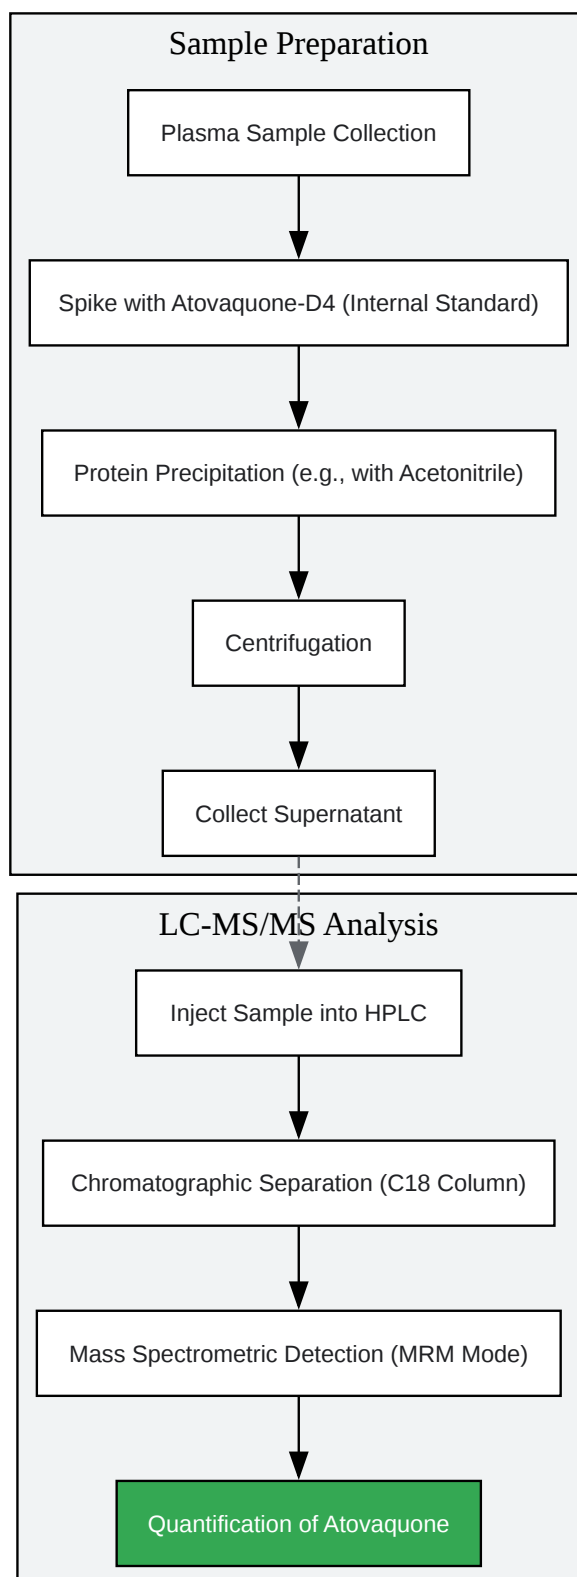 Sample Preparation
Plasma Sample Collection
Spike with Atovaquone-D4 (Internal Standard)
Protein Precipitation (e.g., with Acetonitrile)
Centrifugation
Collect Supernatant
LC-MS/MS Analysis
Inject Sample into HPLC
Chromatographic Separation (C18 Column)
Mass Spectrometric Detection (MRM Mode)
Quantification of Atovaquone